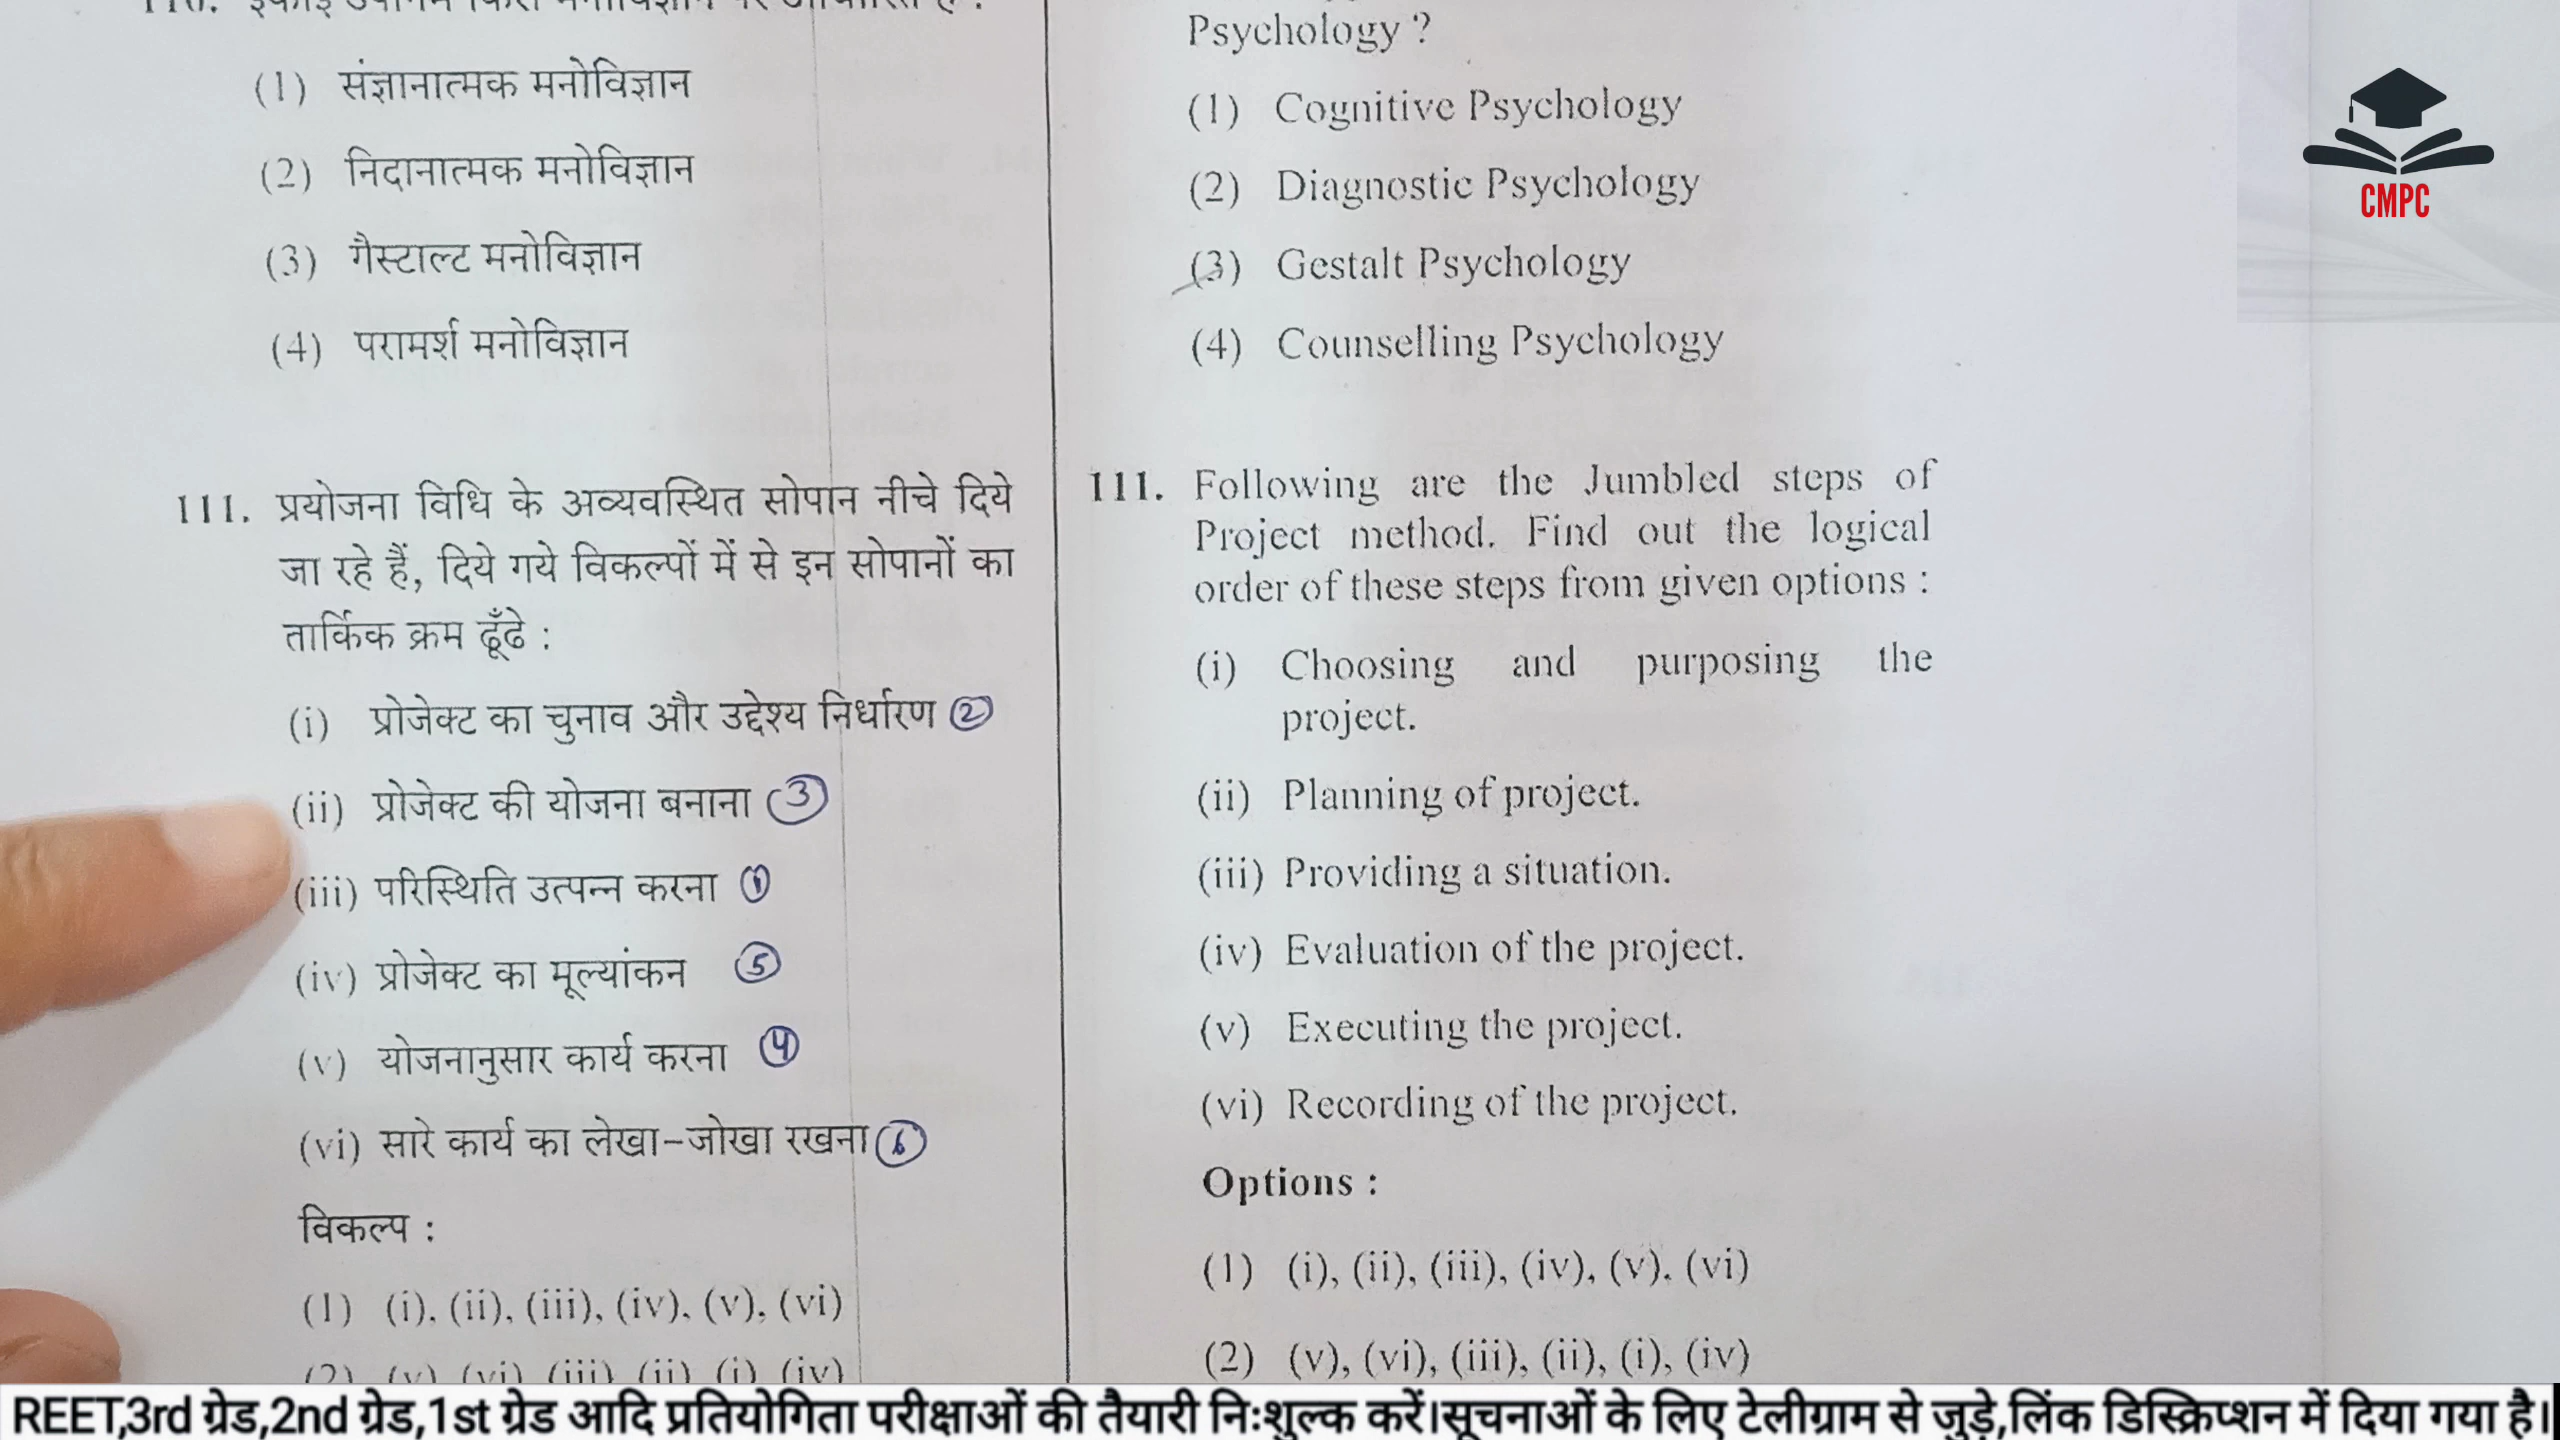 (1) संज्ञानात्मक मनोविज्ञान
(2) निदानात्मक मनोविज्ञान
(3) गैस्टाल्ट मनोविज्ञान
(4) परामर्श मनोविज्ञान
111. प्रयोजना विधि के अव्यवस्थित सोपान नीचे दिये
जा रहे हैं, दिये गये विकल्पों में से इन सोपानों का
तार्किक क्रम ढूँढे :
(i) प्रोजेक्ट का चुनाव और उद्देश्य निर्धारण 2
(ii) प्रोजेक्ट की योजना बनाना 3
(iii) परिस्थिति उत्पन्न करना 1
(iv) प्रोजेक्ट का मूल्यांकन 5
(v) योजनानुसार कार्य करना 4
(vi) सारे कार्य का लेखा-जोखा रखना 6
विकल्प :
(1) (i), (ii), (iii), (iv), (v), (vi)
(2) (v) (vi) (iii) (ii) (i) (iv)
Psychology ?
(1) Cognitive Psychology
(2) Diagnostic Psychology
(3) Gestalt Psychology
(4) Counselling Psychology
111. Following are the Jumbled steps of
Project method. Find out the logical
order of these steps from given options :
(i) Choosing and purposing the
project.
(ii) Planning of project.
(iii) Providing a situation.
(iv) Evaluation of the project.
(v) Executing the project.
(vi) Recording of the project.
Options :
(1) (i), (ii), (iii), (iv), (v), (vi)
(2) (v), (vi), (iii), (ii), (i), (iv)
CMPC
REET,3rd ग्रेड,2nd ग्रेड,1st ग्रेड आदि प्रतियोगिता परीक्षाओं की तैयारी निःशुल्क करें।सूचनाओं के लिए टेलीग्राम से जुड़े,लिंक डिस्क्रिप्शन में दिया गया है।